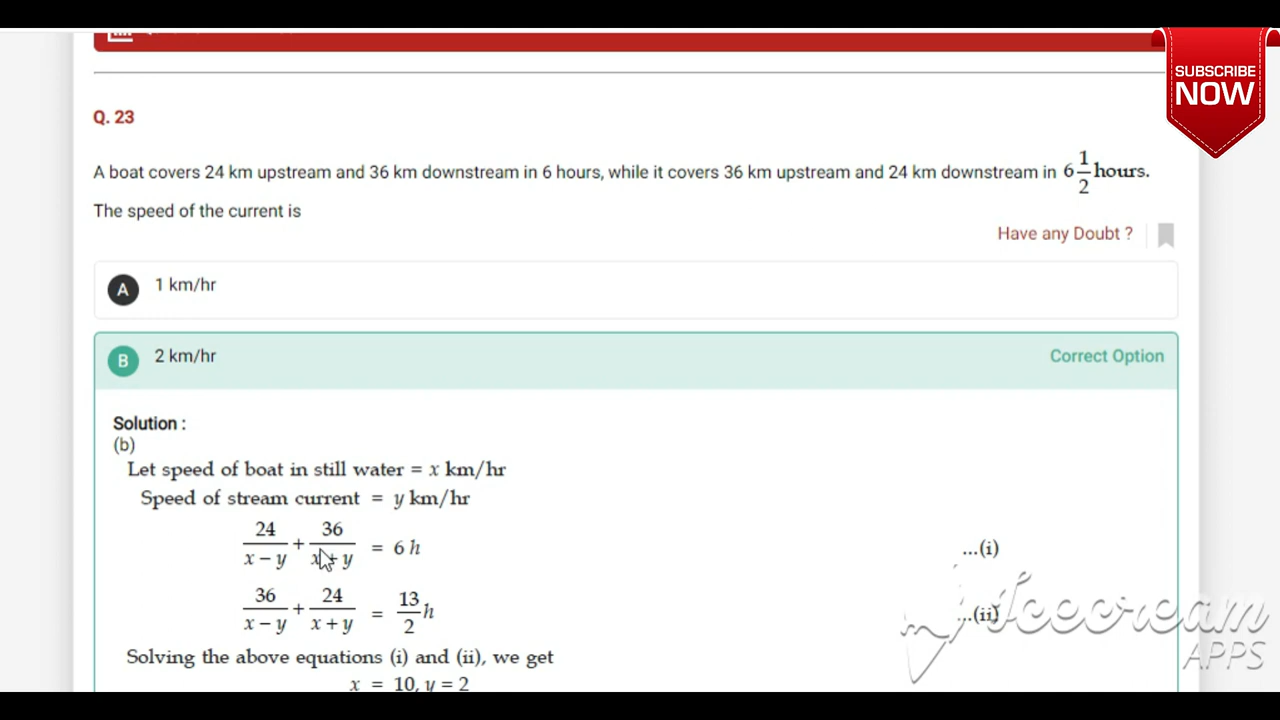 SUBSCRIBE
NOW
Q. 23
A boat covers 24 km upstream and 36 km downstream in 6 hours, while it covers 36 km upstream and 24 km downstream in 6 1/2 hours.
The speed of the current is
Have any Doubt ?
A 1 km/hr
B 2 km/hr Correct Option
Solution :
(b)
Let speed of boat in still water = x km/hr
Speed of stream current = y km/hr
24/(x − y) + 36/(x + y) = 6 h ...(i)
36/(x − y) + 24/(x + y) = 13/2 h ...(ii)
Icecream
APPS
Solving the above equations (i) and (ii), we get
x = 10, y = 2